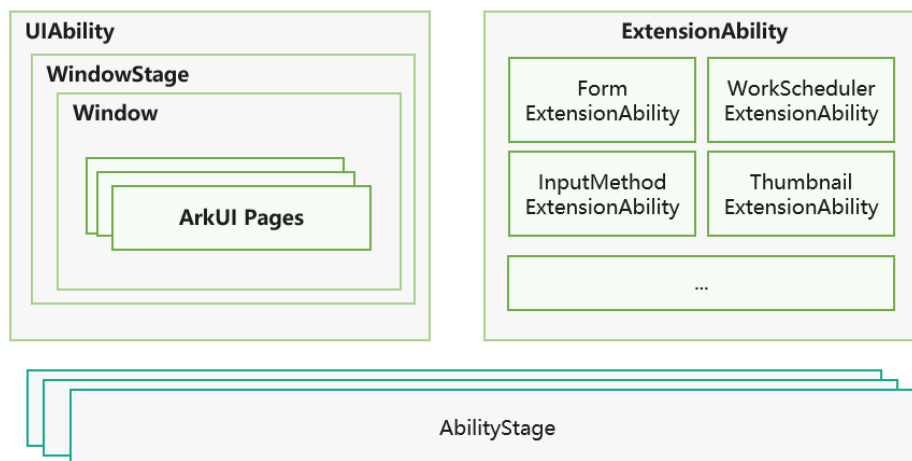 UIAbility
WindowStage
Window
ArkUI Pages
ExtensionAbility
Form
ExtensionAbility
WorkScheduler
ExtensionAbility
InputMethod
ExtensionAbility
Thumbnail
ExtensionAbility
...
AbilityStage